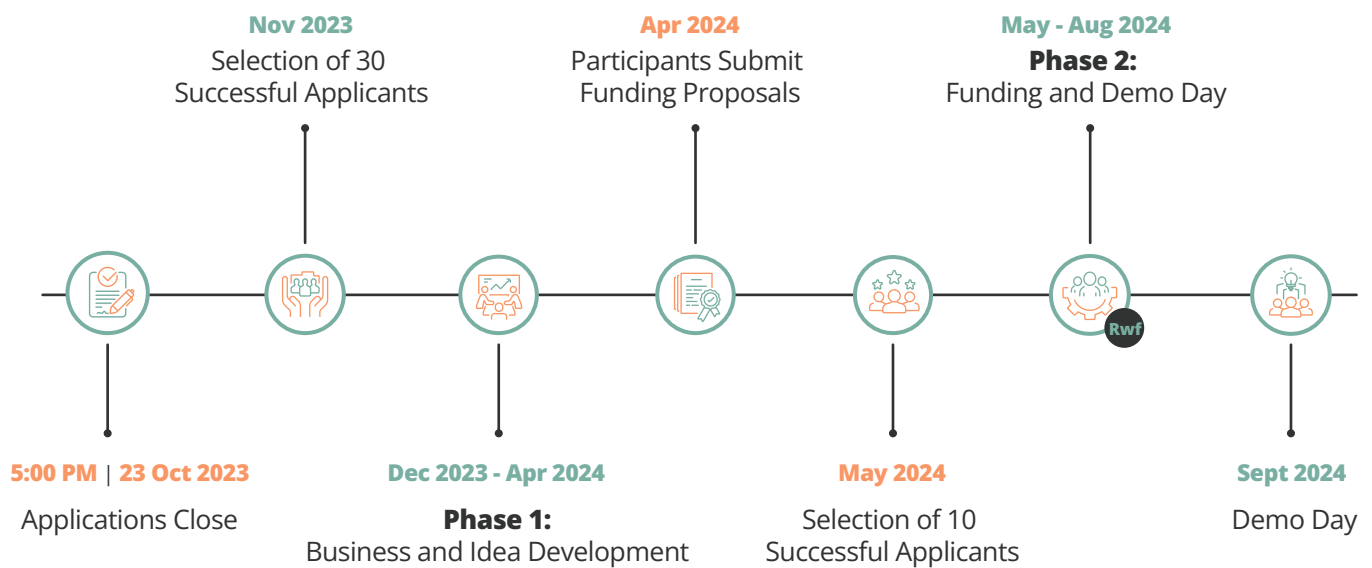 Nov 2023
Selection of 30
Successful Applicants
Apr 2024
Participants Submit
Funding Proposals
May - Aug 2024
Phase 2:
Funding and Demo Day
Rwf
5:00 PM | 23 Oct 2023
Applications Close
Dec 2023 - Apr 2024
Phase 1:
Business and Idea Development
May 2024
Selection of 10
Successful Applicants
Sept 2024
Demo Day